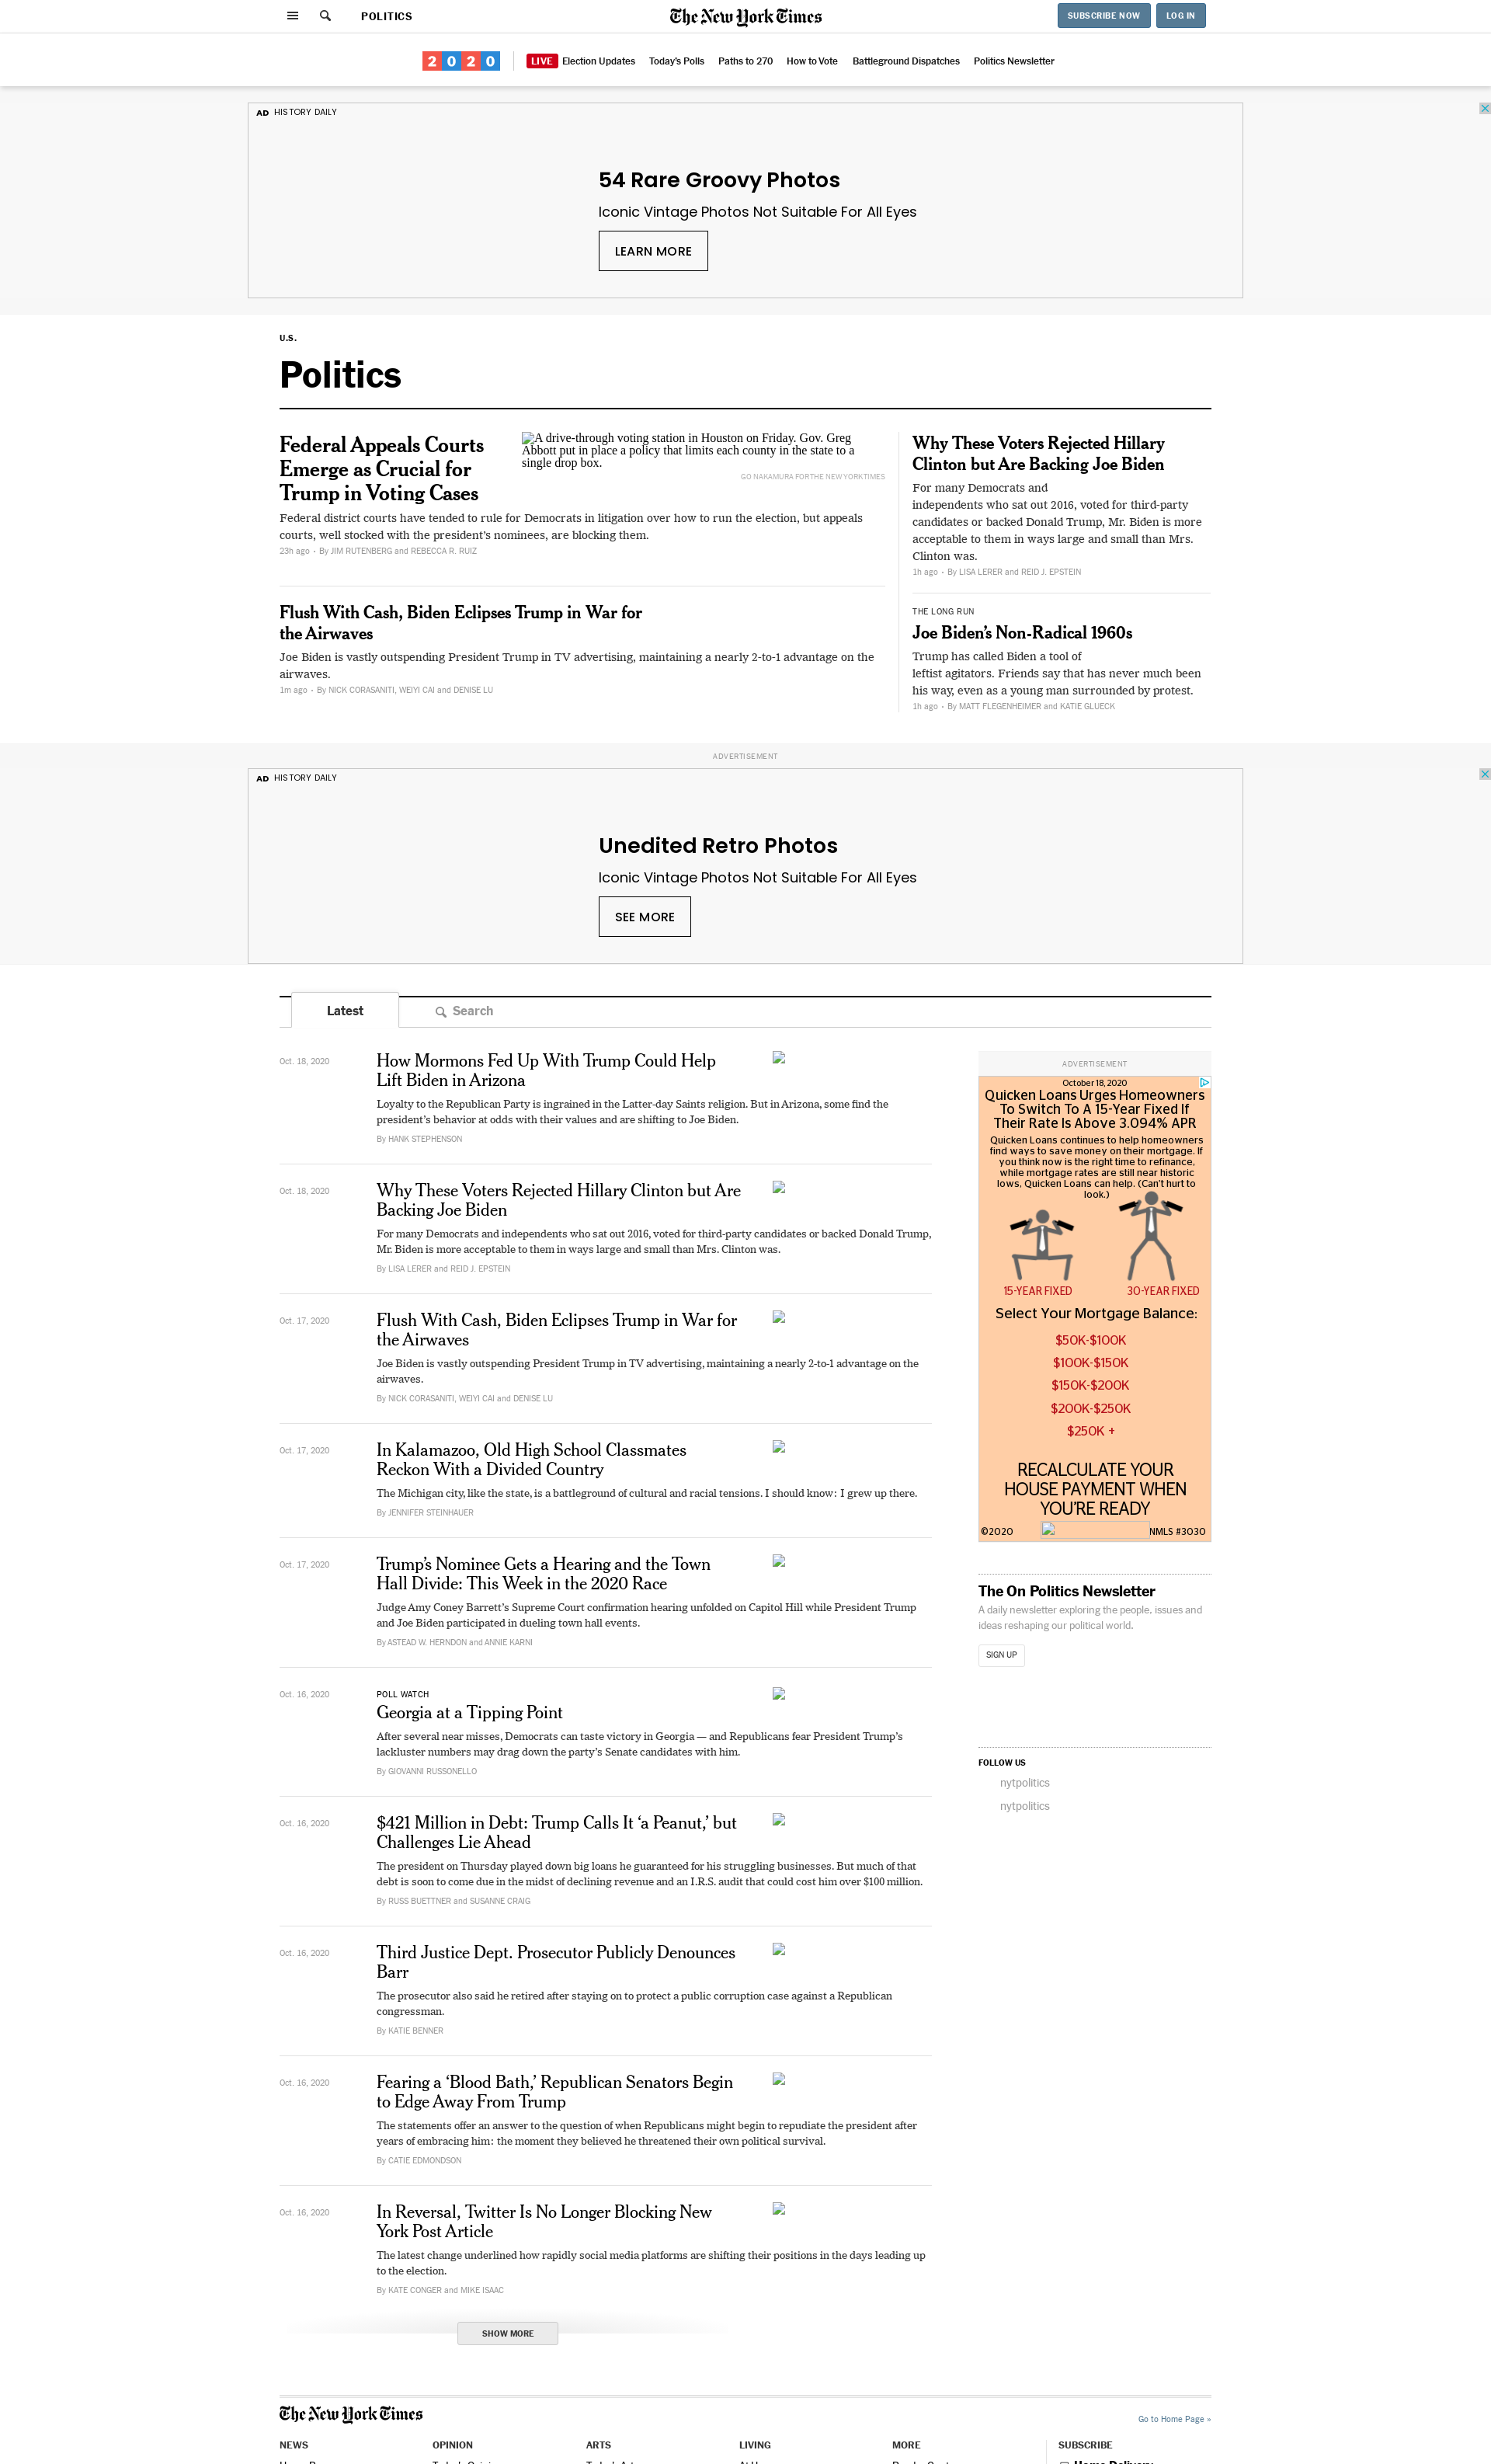 POLITICS
The New York Times
SUBSCRIBE NOW
LOG IN
2020
LIVE Election Updates
Today's Polls
Paths to 270
How to Vote
Battleground Dispatches
Politics Newsletter
AD HISTORY DAILY
54 Rare Groovy Photos
Iconic Vintage Photos Not Suitable For All Eyes
LEARN MORE
U.S.
Politics
Federal Appeals Courts
Emerge as Crucial for
Trump in Voting Cases
A drive-through voting station in Houston on Friday. Gov. Greg
Abbott put in place a policy that limits each county in the state to a
single drop box.
GO NAKAMURA FOR THE NEW YORK TIMES
Federal district courts have tended to rule for Democrats in litigation over how to run the election, but appeals
courts, well stocked with the president's nominees, are blocking them.
23h ago • By JIM RUTENBERG and REBECCA R. RUIZ
Flush With Cash, Biden Eclipses Trump in War for
the Airwaves
Joe Biden is vastly outspending President Trump in TV advertising, maintaining a nearly 2-to-1 advantage on the
airwaves.
1m ago • By NICK CORASANITI, WEIYI CAI and DENISE LU
Why These Voters Rejected Hillary
Clinton but Are Backing Joe Biden
For many Democrats and
independents who sat out 2016, voted for third-party
candidates or backed Donald Trump, Mr. Biden is more
acceptable to them in ways large and small than Mrs.
Clinton was.
1h ago • By LISA LERER and REID J. EPSTEIN
THE LONG RUN
Joe Biden's Non-Radical 1960s
Trump has called Biden a tool of
leftist agitators. Friends say that has never much been
his way, even as a young man surrounded by protest.
1h ago • By MATT FLEGENHEIMER and KATIE GLUECK
ADVERTISEMENT
AD HISTORY DAILY
Unedited Retro Photos
Iconic Vintage Photos Not Suitable For All Eyes
SEE MORE
Latest
Search
Oct. 18, 2020
How Mormons Fed Up With Trump Could Help
Lift Biden in Arizona
Loyalty to the Republican Party is ingrained in the Latter-day Saints religion. But in Arizona, some find the
president's behavior at odds with their values and are shifting to Joe Biden.
By HANK STEPHENSON
Oct. 18, 2020
Why These Voters Rejected Hillary Clinton but Are
Backing Joe Biden
For many Democrats and independents who sat out 2016, voted for third-party candidates or backed Donald Trump,
Mr. Biden is more acceptable to them in ways large and small than Mrs. Clinton was.
By LISA LERER and REID J. EPSTEIN
Oct. 17, 2020
Flush With Cash, Biden Eclipses Trump in War for
the Airwaves
Joe Biden is vastly outspending President Trump in TV advertising, maintaining a nearly 2-to-1 advantage on the
airwaves.
By NICK CORASANITI, WEIYI CAI and DENISE LU
Oct. 17, 2020
In Kalamazoo, Old High School Classmates
Reckon With a Divided Country
The Michigan city, like the state, is a battleground of cultural and racial tensions. I should know: I grew up there.
By JENNIFER STEINHAUER
Oct. 17, 2020
Trump's Nominee Gets a Hearing and the Town
Hall Divide: This Week in the 2020 Race
Judge Amy Coney Barrett's Supreme Court confirmation hearing unfolded on Capitol Hill while President Trump
and Joe Biden participated in dueling town hall events.
By ASTEAD W. HERNDON and ANNIE KARNI
Oct. 16, 2020
POLL WATCH
Georgia at a Tipping Point
After several near misses, Democrats can taste victory in Georgia — and Republicans fear President Trump's
lackluster numbers may drag down the party's Senate candidates with him.
By GIOVANNI RUSSONELLO
Oct. 16, 2020
$421 Million in Debt: Trump Calls It 'a Peanut,' but
Challenges Lie Ahead
The president on Thursday played down big loans he guaranteed for his struggling businesses. But much of that
debt is soon to come due in the midst of declining revenue and an I.R.S. audit that could cost him over $100 million.
By RUSS BUETTNER and SUSANNE CRAIG
Oct. 16, 2020
Third Justice Dept. Prosecutor Publicly Denounces
Barr
The prosecutor also said he retired after staying on to protect a public corruption case against a Republican
congressman.
By KATIE BENNER
Oct. 16, 2020
Fearing a 'Blood Bath,' Republican Senators Begin
to Edge Away From Trump
The statements offer an answer to the question of when Republicans might begin to repudiate the president after
years of embracing him: the moment they believed he threatened their own political survival.
By CATIE EDMONDSON
Oct. 16, 2020
In Reversal, Twitter Is No Longer Blocking New
York Post Article
The latest change underlined how rapidly social media platforms are shifting their positions in the days leading up
to the election.
By KATE CONGER and MIKE ISAAC
SHOW MORE
ADVERTISEMENT
October 18, 2020
Quicken Loans Urges Homeowners
To Switch To A 15-Year Fixed If
Their Rate Is Above 3.094% APR
Quicken Loans continues to help homeowners
find ways to save money on their mortgage. If
you think now is the right time to refinance,
while mortgage rates are still near historic
lows, Quicken Loans can help. (Can't hurt to
look.)
15-YEAR FIXED
30-YEAR FIXED
Select Your Mortgage Balance:
$50K-$100K
$100K-$150K
$150K-$200K
$200K-$250K
$250K +
RECALCULATE YOUR
HOUSE PAYMENT WHEN
YOU'RE READY
©2020
NMLS #3030
The On Politics Newsletter
A daily newsletter exploring the people, issues and
ideas reshaping our political world.
SIGN UP
FOLLOW US
nytpolitics
nytpolitics
The New York Times
Go to Home Page »
NEWS
OPINION
ARTS
LIVING
MORE
SUBSCRIBE